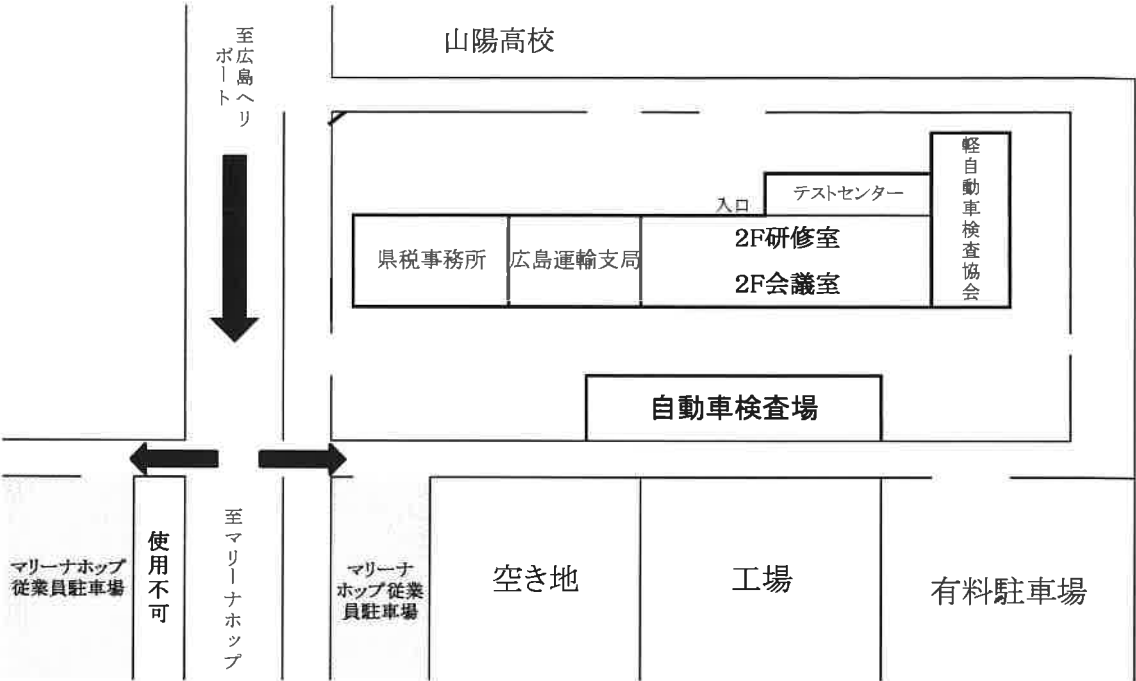 山陽高校
至広島ヘリ
ポート
軽自動車検査協会
テストセンター
入口
県税事務所
広島運輸支局
2F研修室
2F会議室
自動車検査場
マリーナホップ
従業員駐車場
使用不可
至マリーナホップ
マリーナ
ホップ従業
員駐車場
空き地
工場
有料駐車場